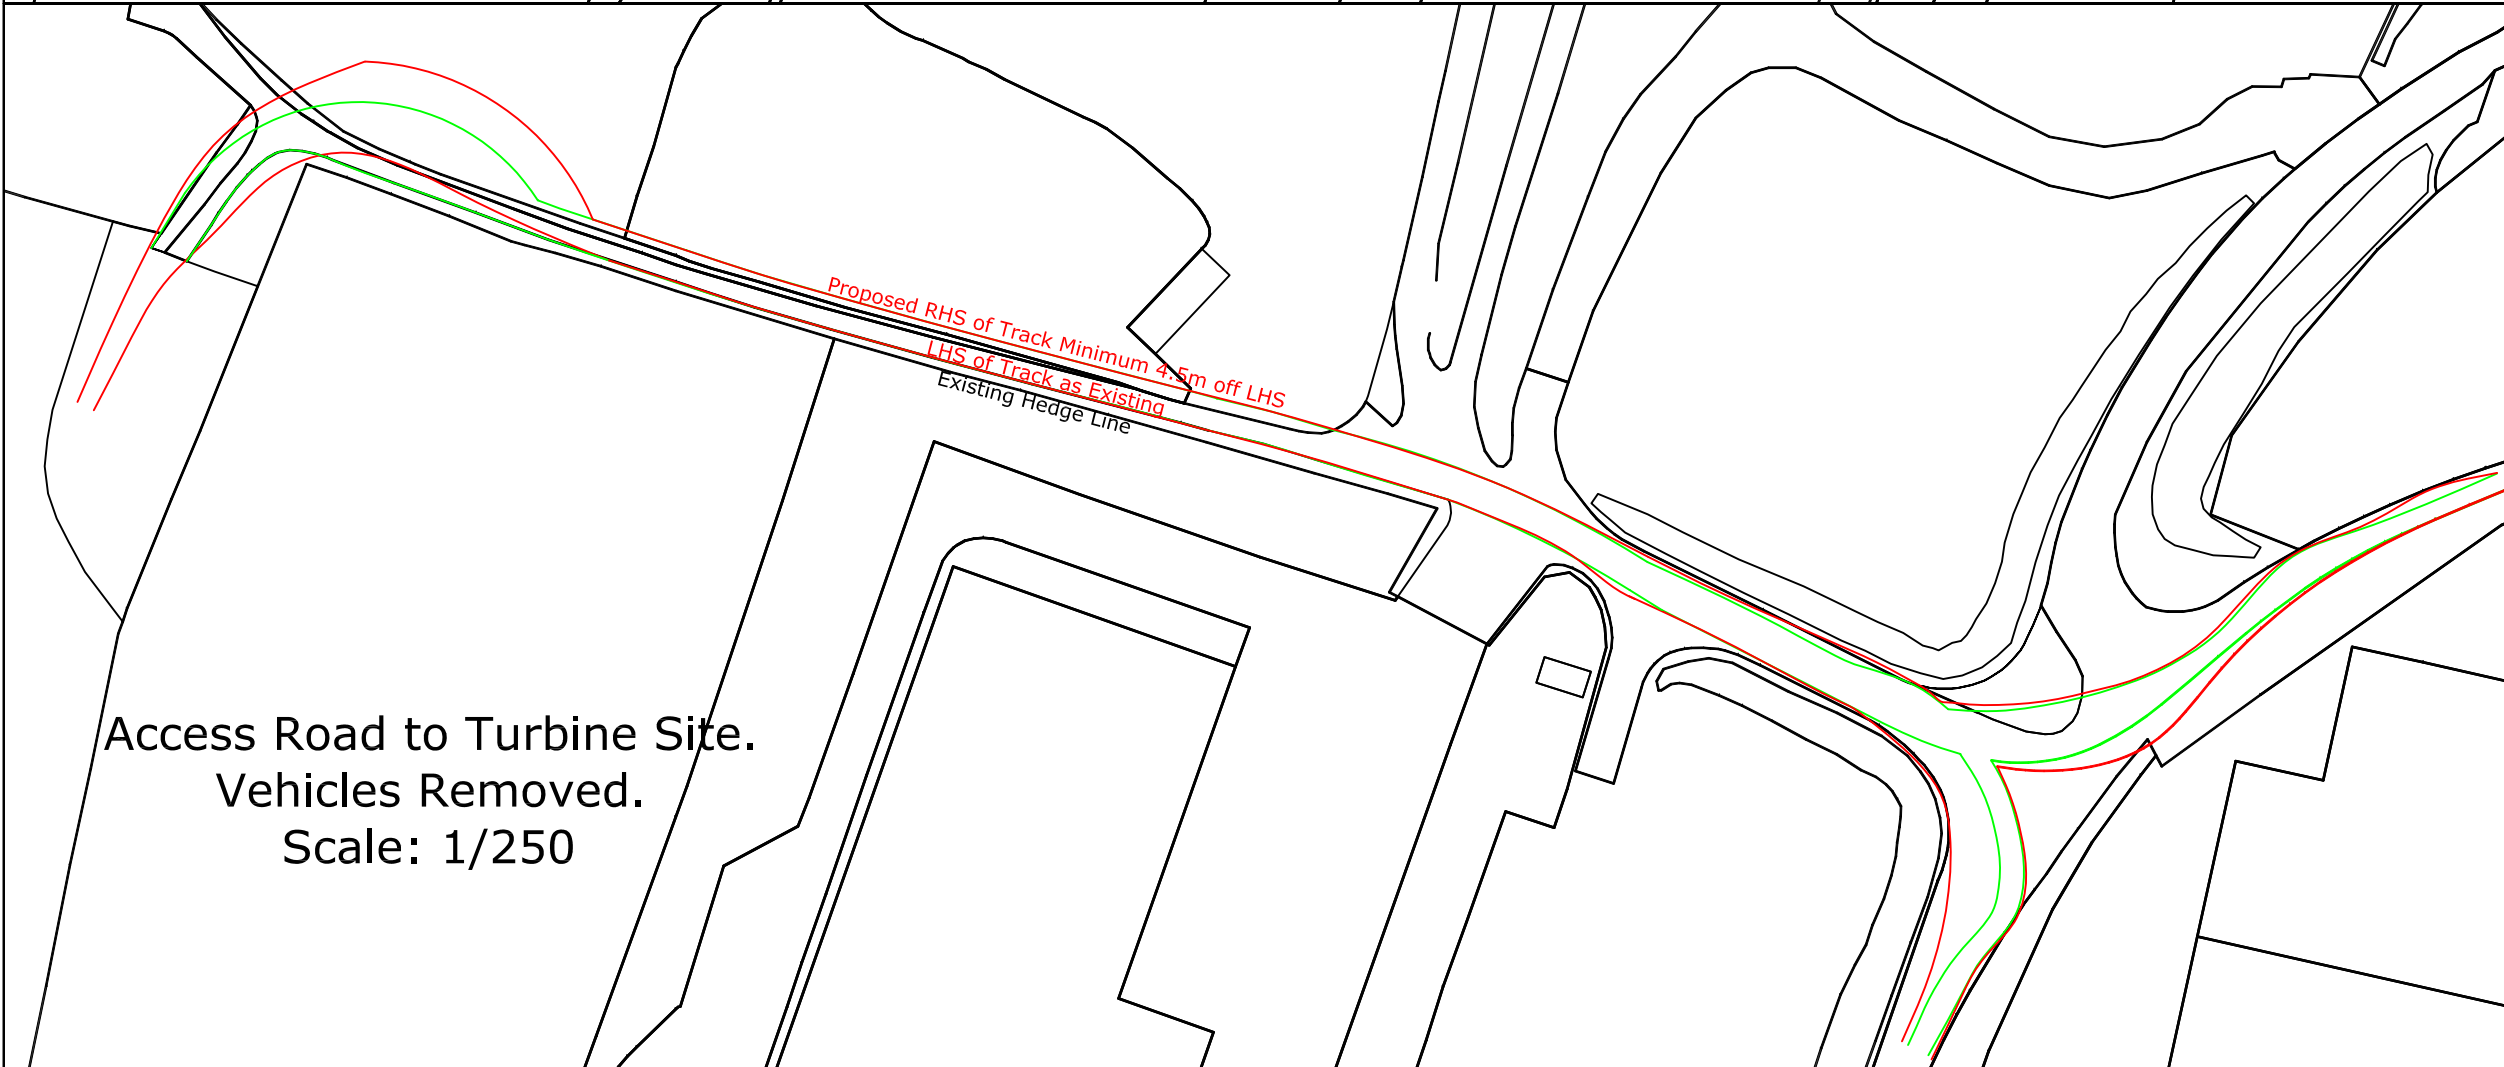 Proposed RHS of Track Minimum 4.5m off LHS
LHS of Track as Existing
Existing Hedge Line
Access Road to Turbine Site.
Vehicles Removed.
Scale: 1/250